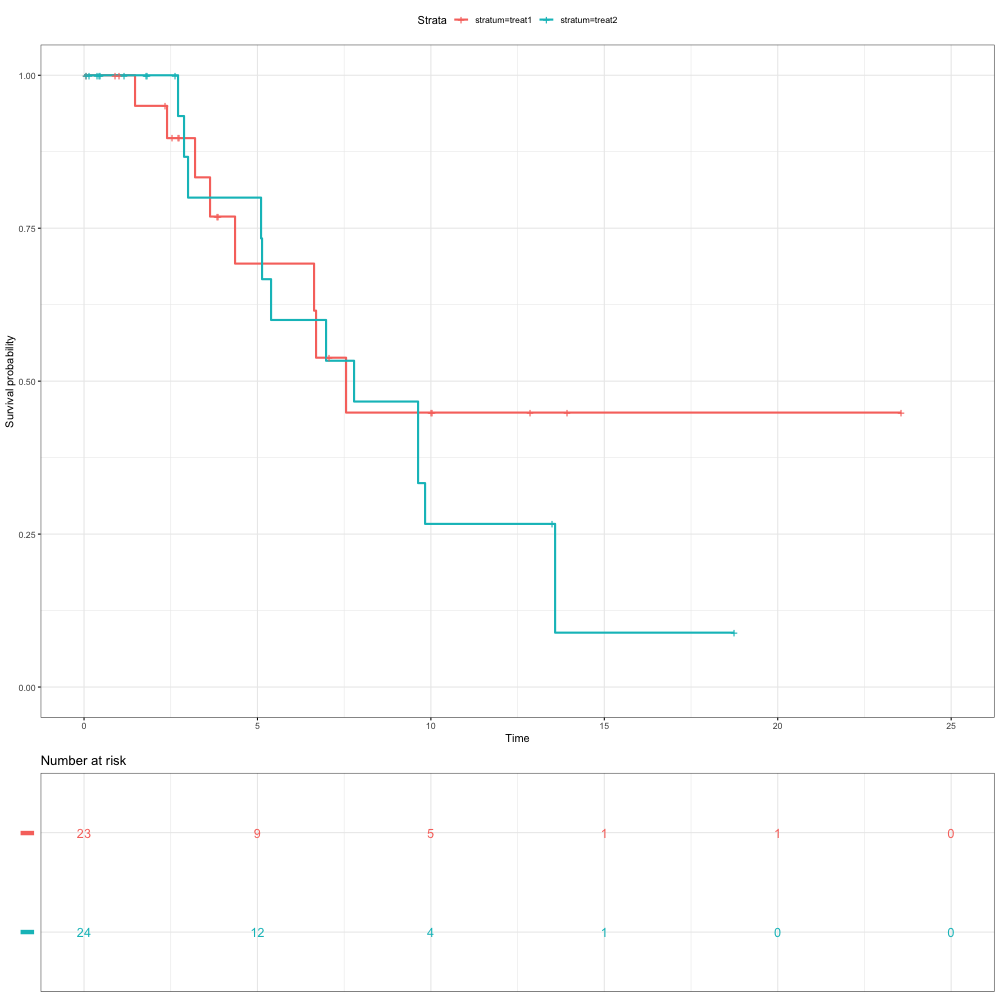 Strata stratum=treat1 stratum=treat2
1.00
0.75
0.50
0.25
0.00
Survival probability
0 5 10 15 20 25
Time
Number at risk
23 9 5 1 1 0
24 12 4 1 0 0